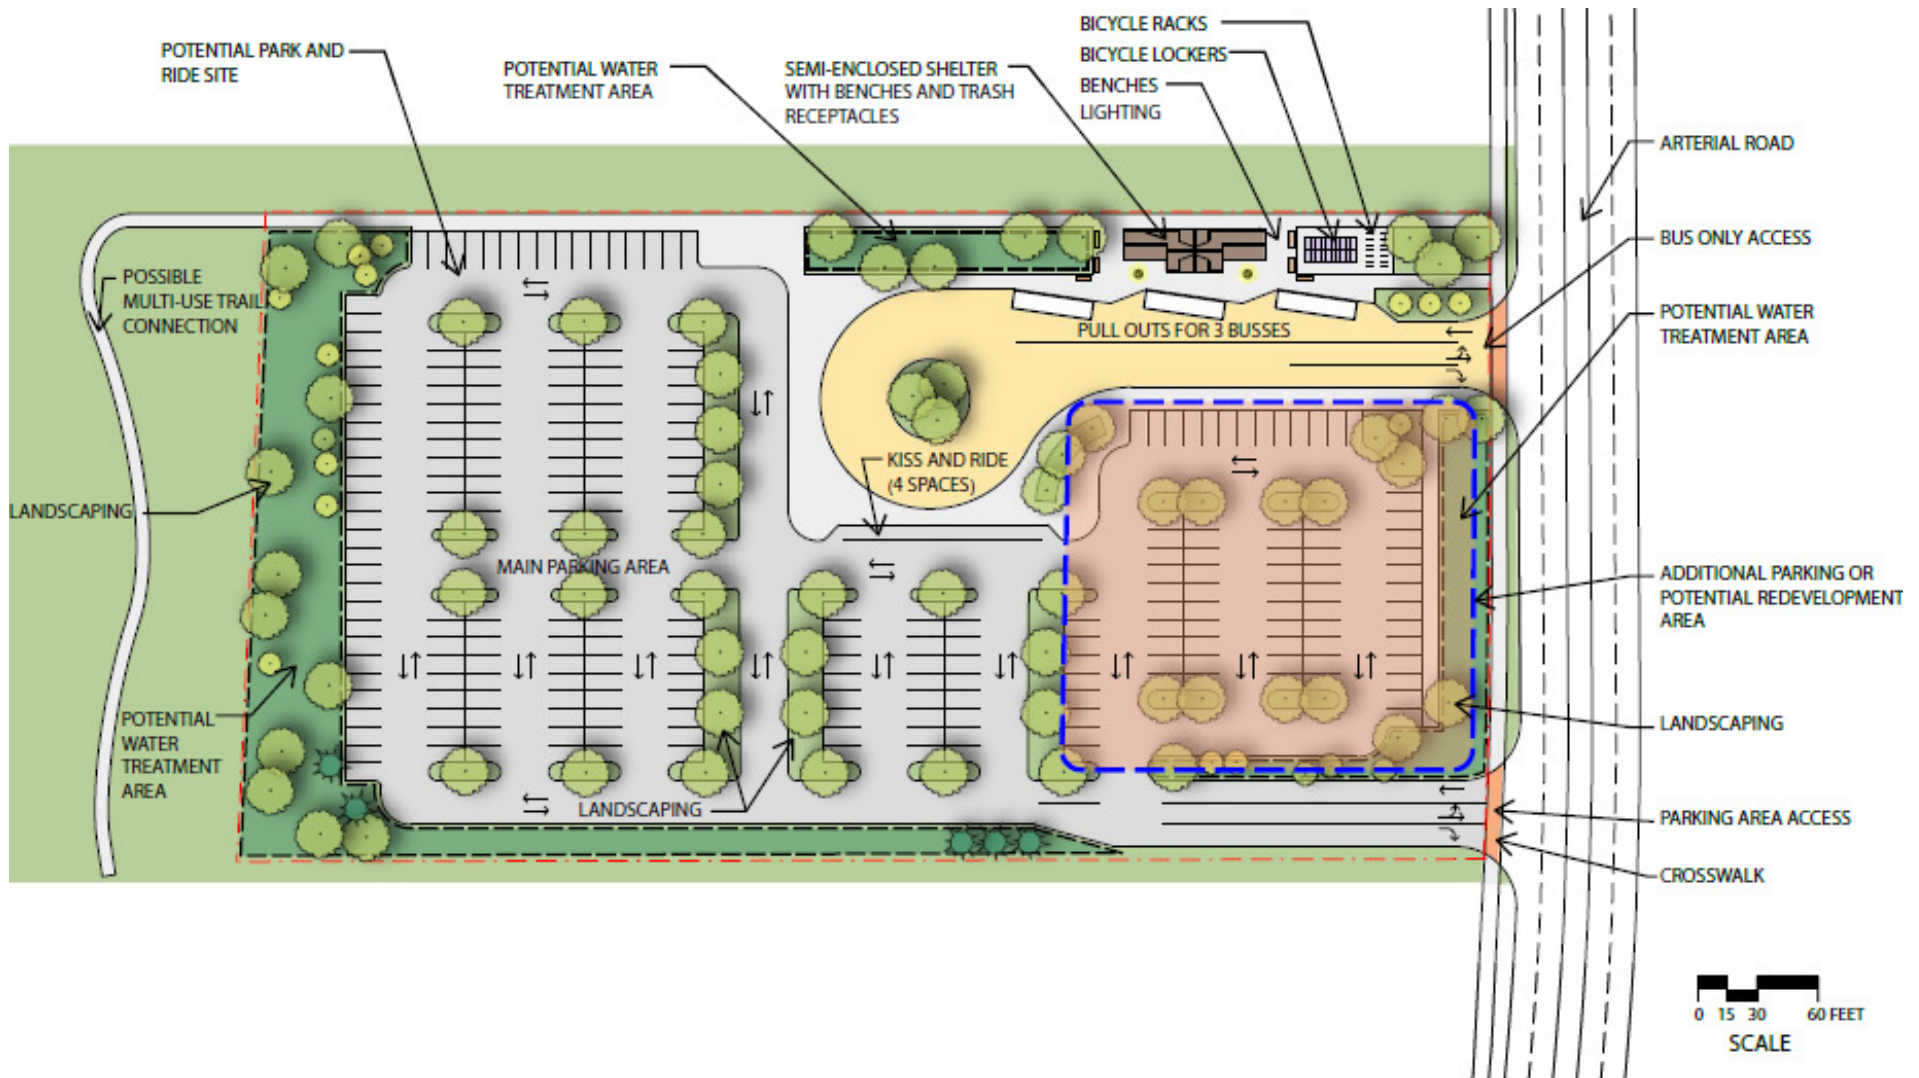 POTENTIAL PARK AND
RIDE SITE
POTENTIAL WATER
TREATMENT AREA
SEMI-ENCLOSED SHELTER
WITH BENCHES AND TRASH
RECEPTACLES
BICYCLE RACKS
BICYCLE LOCKERS
BENCHES
LIGHTING
ARTERIAL ROAD
BUS ONLY ACCESS
POTENTIAL WATER
TREATMENT AREA
POSSIBLE
MULTI-USE TRAIL
CONNECTION
PULL OUTS FOR 3 BUSSES
KISS AND RIDE
(4 SPACES)
LANDSCAPING
MAIN PARKING AREA
ADDITIONAL PARKING OR
POTENTIAL REDEVELOPMENT
AREA
LANDSCAPING
POTENTIAL
WATER
TREATMENT
AREA
LANDSCAPING
PARKING AREA ACCESS
CROSSWALK
0 15 30 60 FEET
SCALE